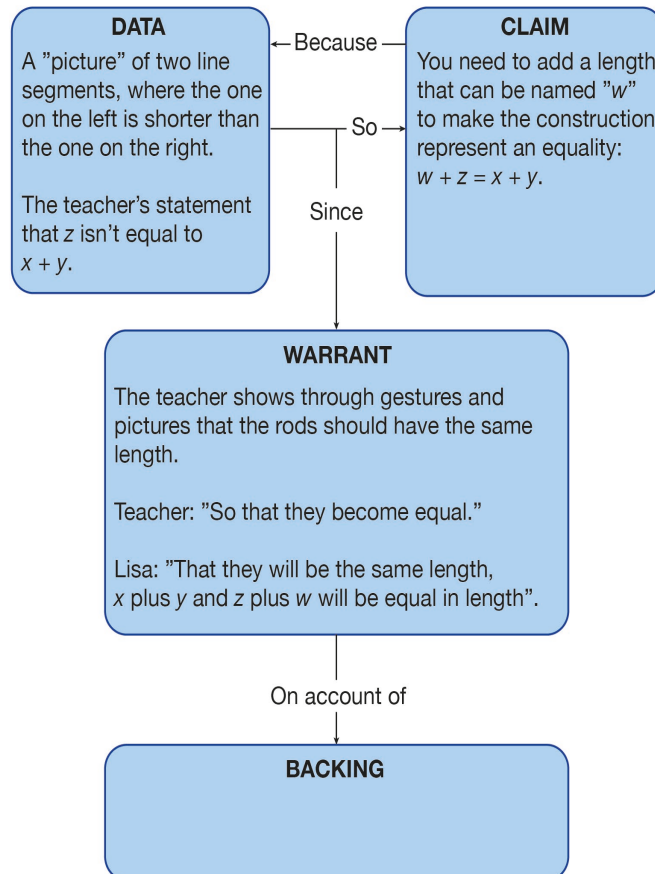 DATA
A ”picture” of two line
segments, where the one
on the left is shorter than
the one on the right.
The teacher’s statement
that z isn’t equal to
x + y.
Because
So
Since
CLAIM
You need to add a length
that can be named ”w”
to make the construction
represent an equality:
w + z = x + y.
WARRANT
The teacher shows through gestures and
pictures that the rods should have the same
length.
Teacher: ”So that they become equal.”
Lisa: ”That they will be the same length,
x plus y and z plus w will be equal in length”.
On account of
BACKING